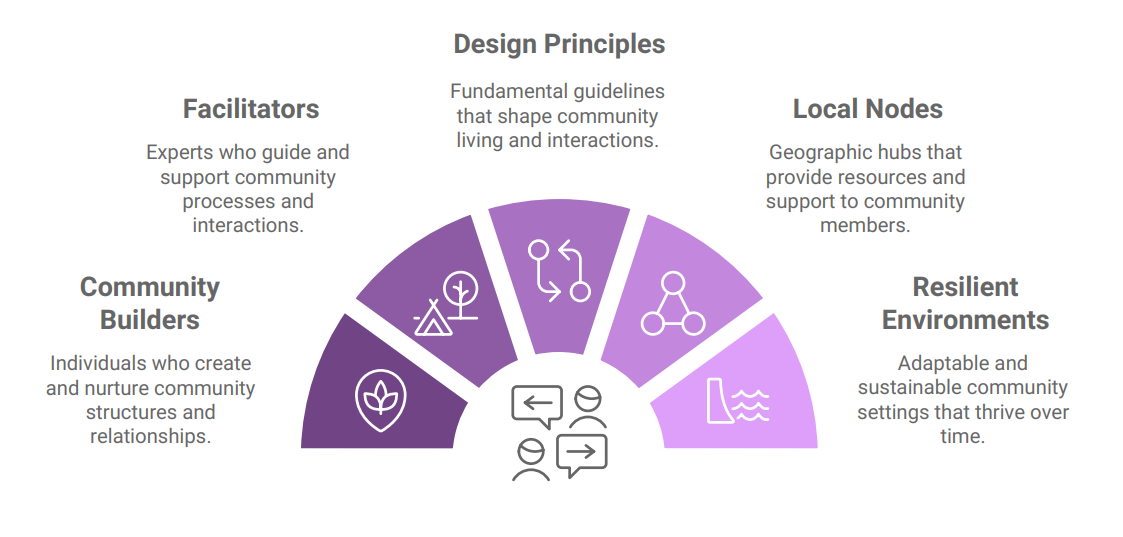 Design Principles
Fundamental guidelines
that shape community
living and interactions.
Facilitators
Experts who guide and
support community
processes and
interactions.
Local Nodes
Geographic hubs that
provide resources and
support to community
members.
Community
Builders
Individuals who create
and nurture community
structures and
relationships.
Resilient
Environments
Adaptable and
sustainable community
settings that thrive over
time.